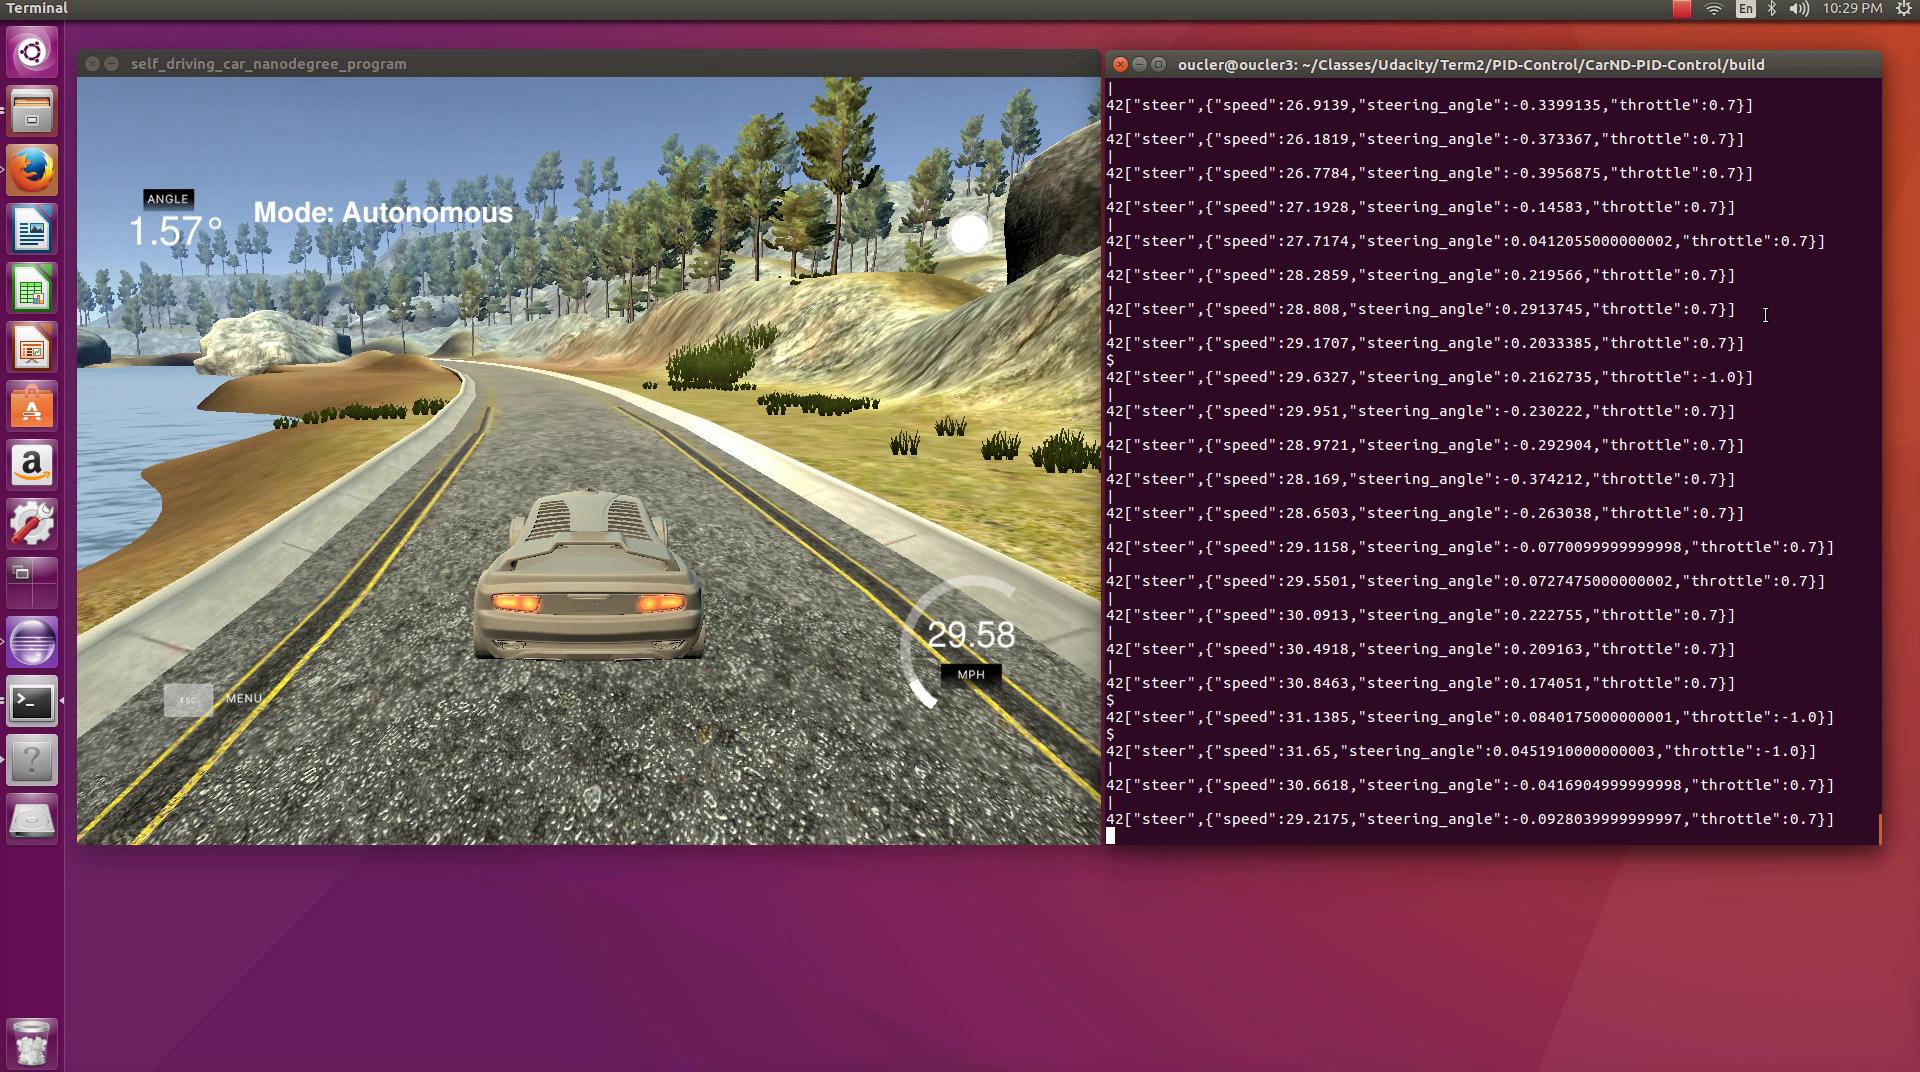 Terminal
En
10:29 PM
self_driving_car_nanodegree_program
ANGLE
1.57°
Mode: Autonomous
29.58
MPH
ESC
MENU
oucler@oucler3: ~/Classes/Udacity/Term2/PID-Control/CarND-PID-Control/build
|
42["steer",{"speed":26.9139,"steering_angle":-0.3399135,"throttle":0.7}]
|
42["steer",{"speed":26.1819,"steering_angle":-0.373367,"throttle":0.7}]
|
42["steer",{"speed":26.7784,"steering_angle":-0.3956875,"throttle":0.7}]
|
42["steer",{"speed":27.1928,"steering_angle":-0.14583,"throttle":0.7}]
|
42["steer",{"speed":27.7174,"steering_angle":0.0412055000000002,"throttle":0.7}]
|
42["steer",{"speed":28.2859,"steering_angle":0.219566,"throttle":0.7}]
|
42["steer",{"speed":28.808,"steering_angle":0.2913745,"throttle":0.7}]
|
42["steer",{"speed":29.1707,"steering_angle":0.2033385,"throttle":0.7}]
$
42["steer",{"speed":29.6327,"steering_angle":0.2162735,"throttle":-1.0}]
|
42["steer",{"speed":29.951,"steering_angle":-0.230222,"throttle":0.7}]
|
42["steer",{"speed":28.9721,"steering_angle":-0.292904,"throttle":0.7}]
|
42["steer",{"speed":28.169,"steering_angle":-0.374212,"throttle":0.7}]
|
42["steer",{"speed":28.6503,"steering_angle":-0.263038,"throttle":0.7}]
|
42["steer",{"speed":29.1158,"steering_angle":-0.0770099999999998,"throttle":0.7}]
|
42["steer",{"speed":29.5501,"steering_angle":0.0727475000000002,"throttle":0.7}]
|
42["steer",{"speed":30.0913,"steering_angle":0.222755,"throttle":0.7}]
|
42["steer",{"speed":30.4918,"steering_angle":0.209163,"throttle":0.7}]
|
42["steer",{"speed":30.8463,"steering_angle":0.174051,"throttle":0.7}]
$
42["steer",{"speed":31.1385,"steering_angle":0.0840175000000001,"throttle":-1.0}]
$
42["steer",{"speed":31.65,"steering_angle":0.0451910000000003,"throttle":-1.0}]
|
42["steer",{"speed":30.6618,"steering_angle":-0.0416904999999998,"throttle":0.7}]
|
42["steer",{"speed":29.2175,"steering_angle":-0.0928039999999997,"throttle":0.7}]